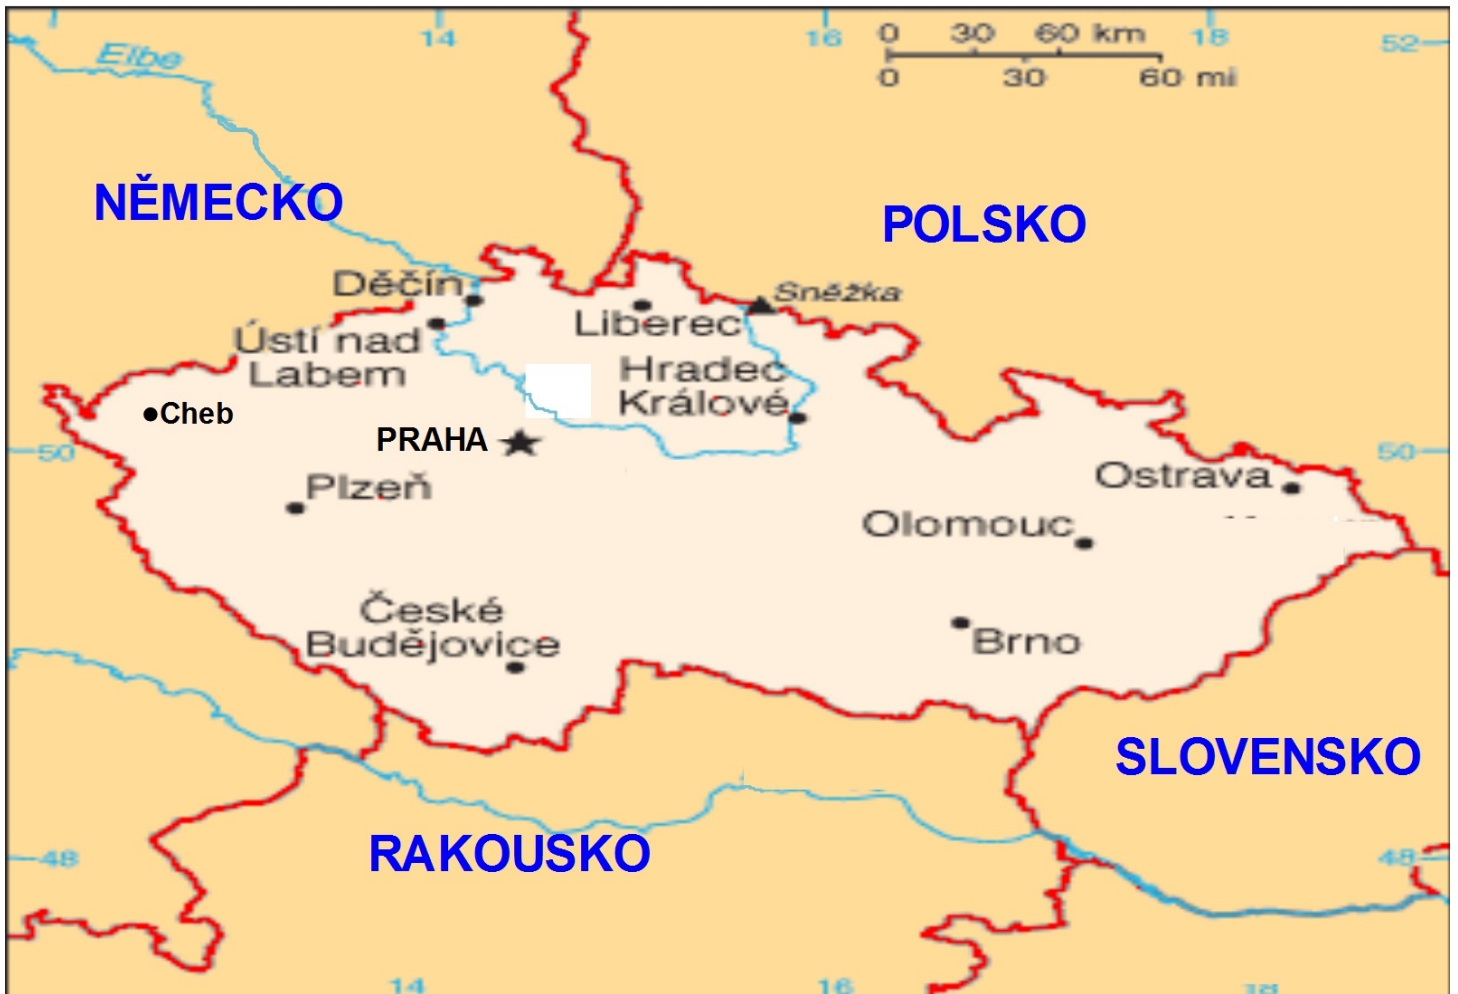 14
16
18
52
0 30 60 km
0 30 60 mi
Elbe
NĚMECKO
POLSKO
Děčín
Sněžka
Ústí nad
Labem
Liberec
Hradec
Králové
Cheb
PRAHA
50
50
Plzeň
Ostrava
Olomouc
České
Budějovice
Brno
SLOVENSKO
RAKOUSKO
48
48
14
16
18